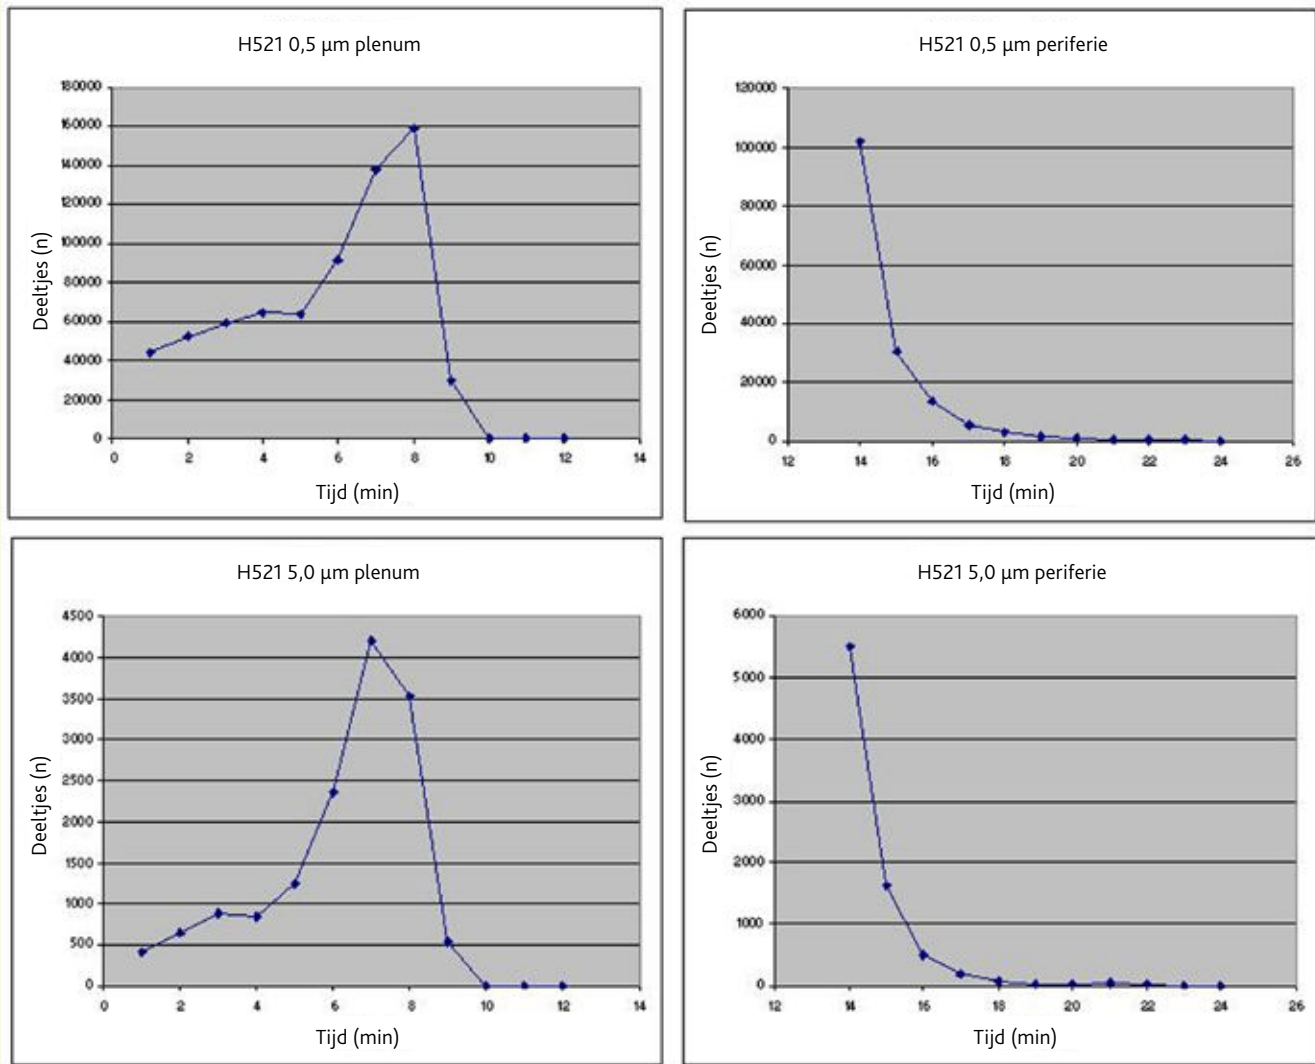 H521 0,5 µm plenum
180000
160000
140000
120000
100000
80000
60000
40000
20000
0
Deeltjes (n)
0 2 4 6 8 10 12 14
Tijd (min)
H521 0,5 µm periferie
120000
100000
80000
60000
40000
20000
0
Deeltjes (n)
12 14 16 18 20 22 24 26
Tijd (min)
H521 5,0 µm plenum
4500
4000
3500
3000
2500
2000
1500
1000
500
0
Deeltjes (n)
0 2 4 6 8 10 12 14
Tijd (min)
H521 5,0 µm periferie
6000
5000
4000
3000
2000
1000
0
Deeltjes (n)
12 14 16 18 20 22 24 26
Tijd (min)